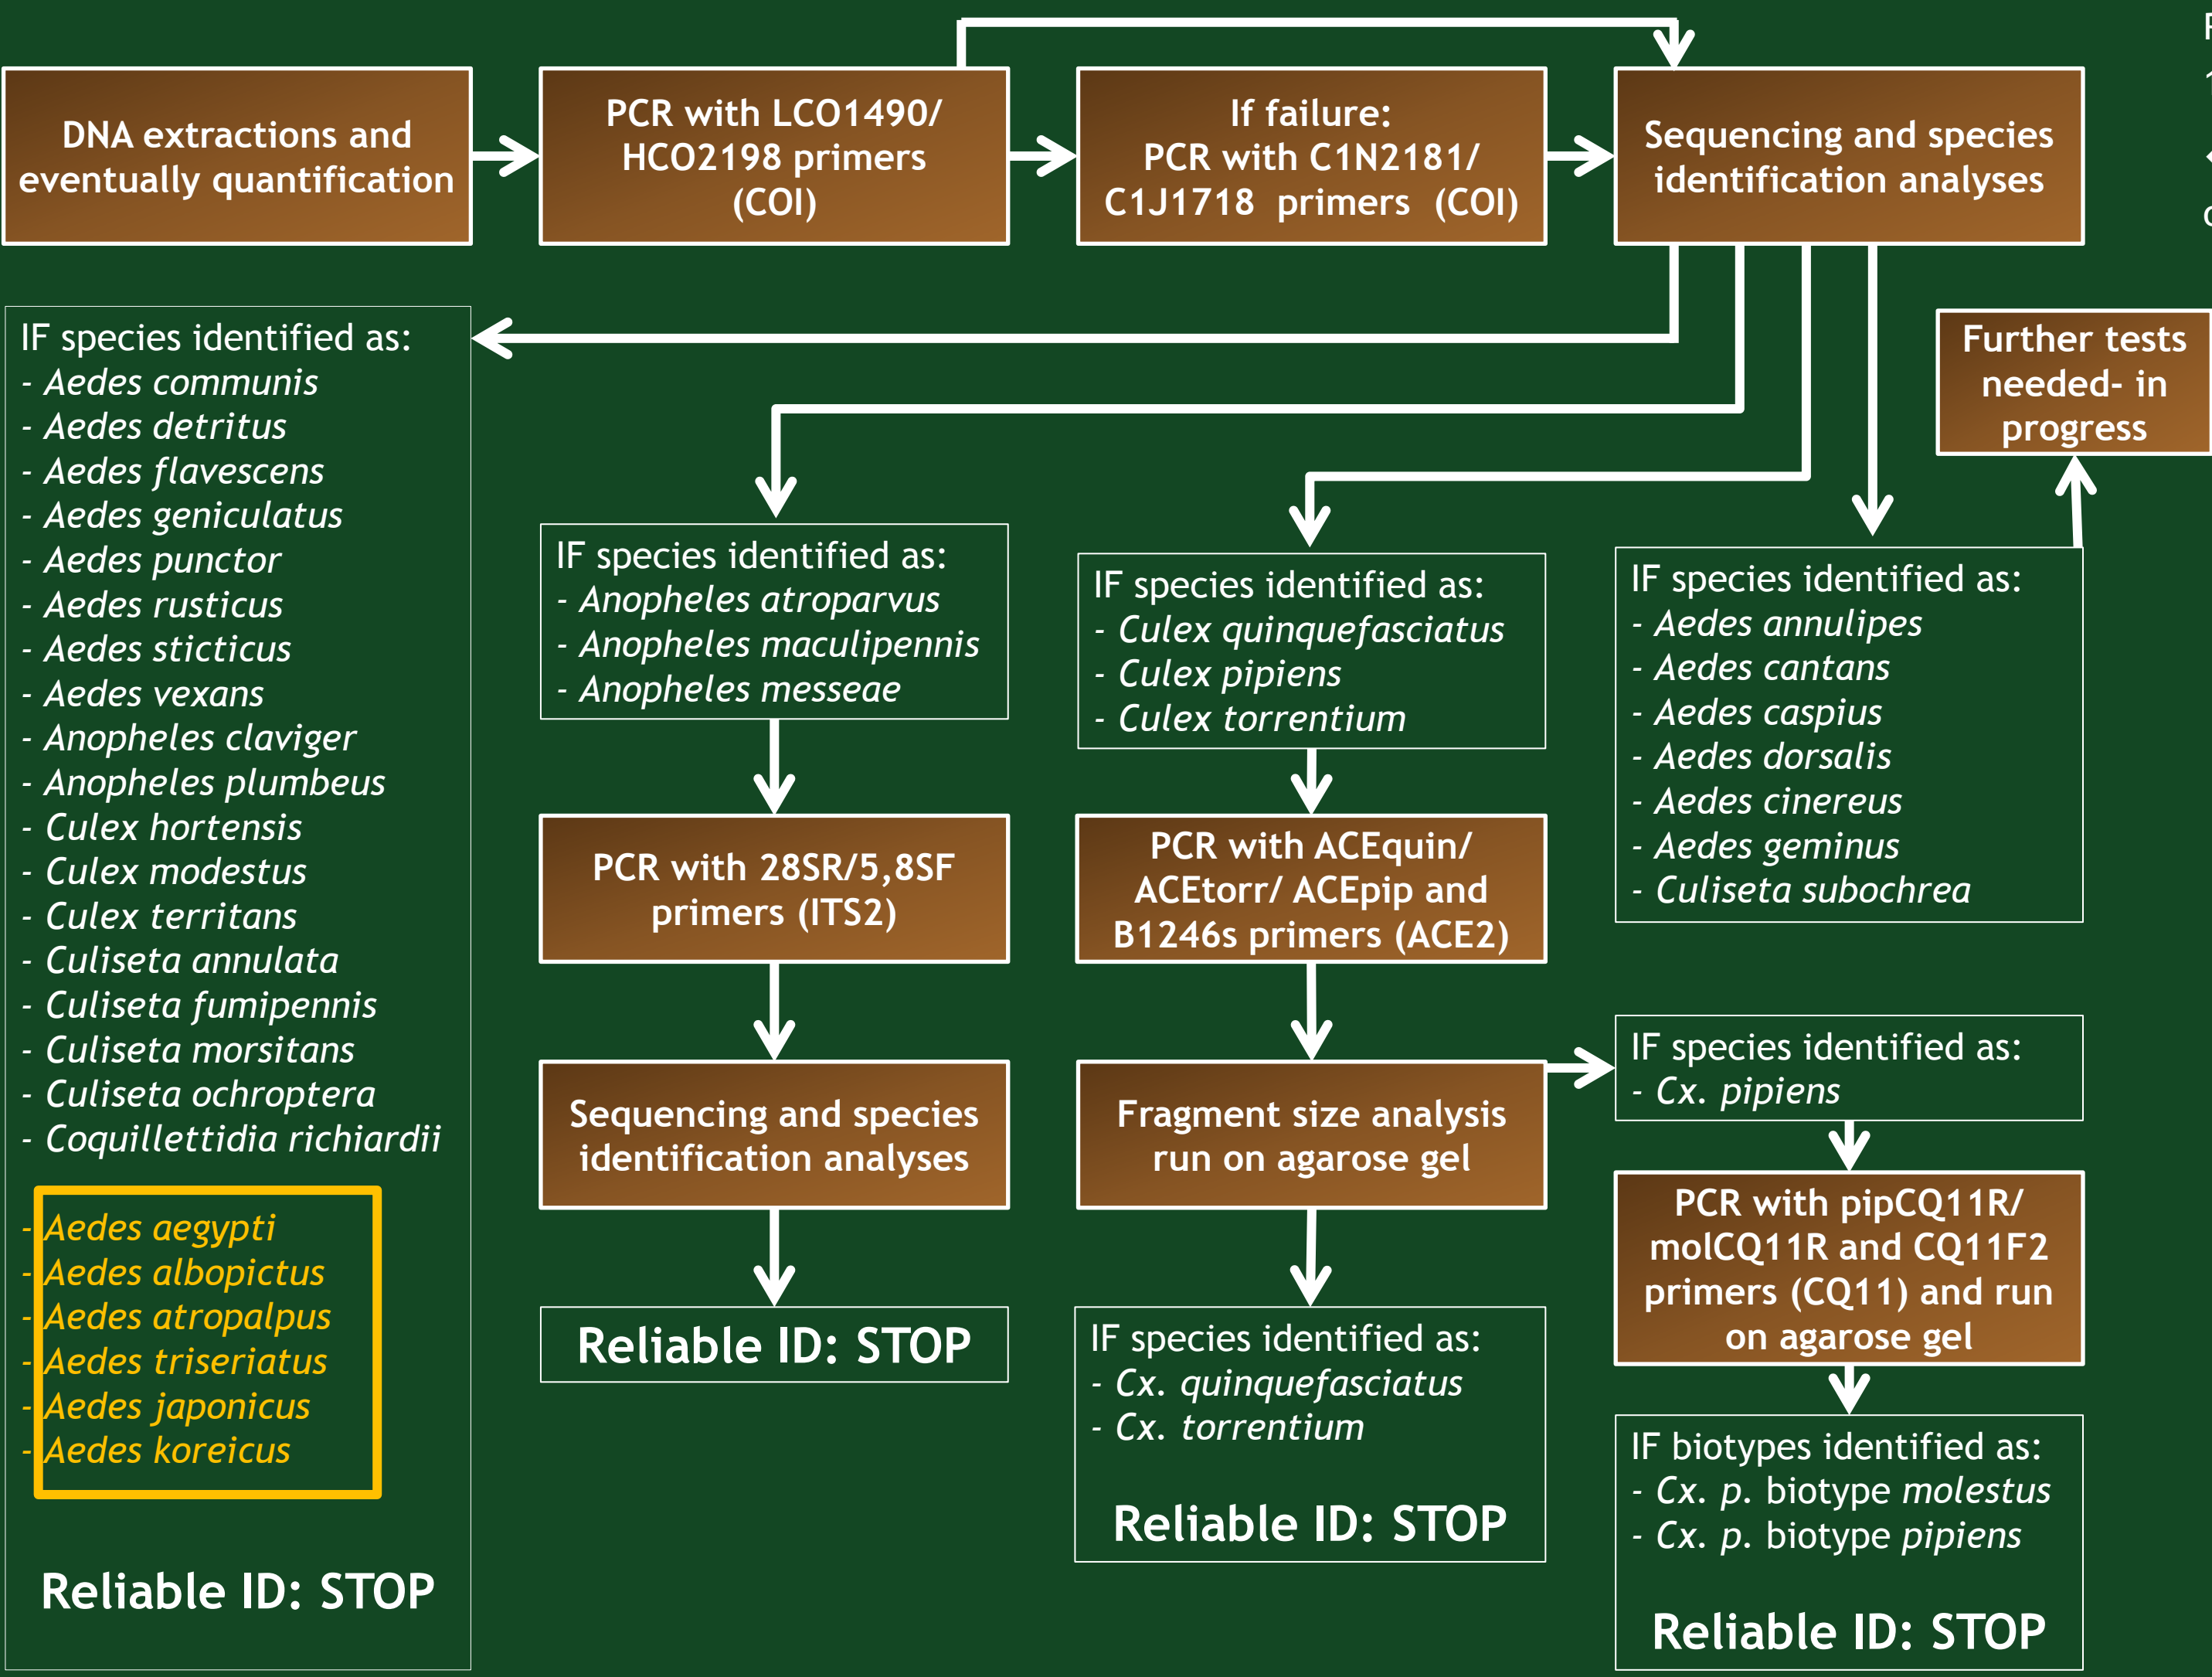 DNA extractions and
eventually quantification
PCR with LCO1490/
HCO2198 primers
(COI)
If failure:
PCR with C1N2181/
C1J1718 primers (COI)
Sequencing and species
identification analyses
Further tests
needed- in
progress
IF species identified as:
- Aedes communis
- Aedes detritus
- Aedes flavescens
- Aedes geniculatus
- Aedes punctor
- Aedes rusticus
- Aedes sticticus
- Aedes vexans
- Anopheles claviger
- Anopheles plumbeus
- Culex hortensis
- Culex modestus
- Culex territans
- Culiseta annulata
- Culiseta fumipennis
- Culiseta morsitans
- Culiseta ochroptera
- Coquillettidia richiardii
- Aedes aegypti
- Aedes albopictus
- Aedes atropalpus
- Aedes triseriatus
- Aedes japonicus
- Aedes koreicus
Reliable ID: STOP
IF species identified as:
- Anopheles atroparvus
- Anopheles maculipennis
- Anopheles messeae
PCR with 28SR/5,8SF
primers (ITS2)
Sequencing and species
identification analyses
Reliable ID: STOP
IF species identified as:
- Culex quinquefasciatus
- Culex pipiens
- Culex torrentium
PCR with ACEquin/
ACEtorr/ ACEpip and
B1246s primers (ACE2)
Fragment size analysis
run on agarose gel
IF species identified as:
- Cx. quinquefasciatus
- Cx. torrentium
Reliable ID: STOP
IF species identified as:
- Aedes annulipes
- Aedes cantans
- Aedes caspius
- Aedes dorsalis
- Aedes cinereus
- Aedes geminus
- Culiseta subochrea
IF species identified as:
- Cx. pipiens
PCR with pipCQ11R/
molCQ11R and CQ11F2
primers (CQ11) and run
on agarose gel
IF biotypes identified as:
- Cx. p. biotype molestus
- Cx. p. biotype pipiens
Reliable ID: STOP